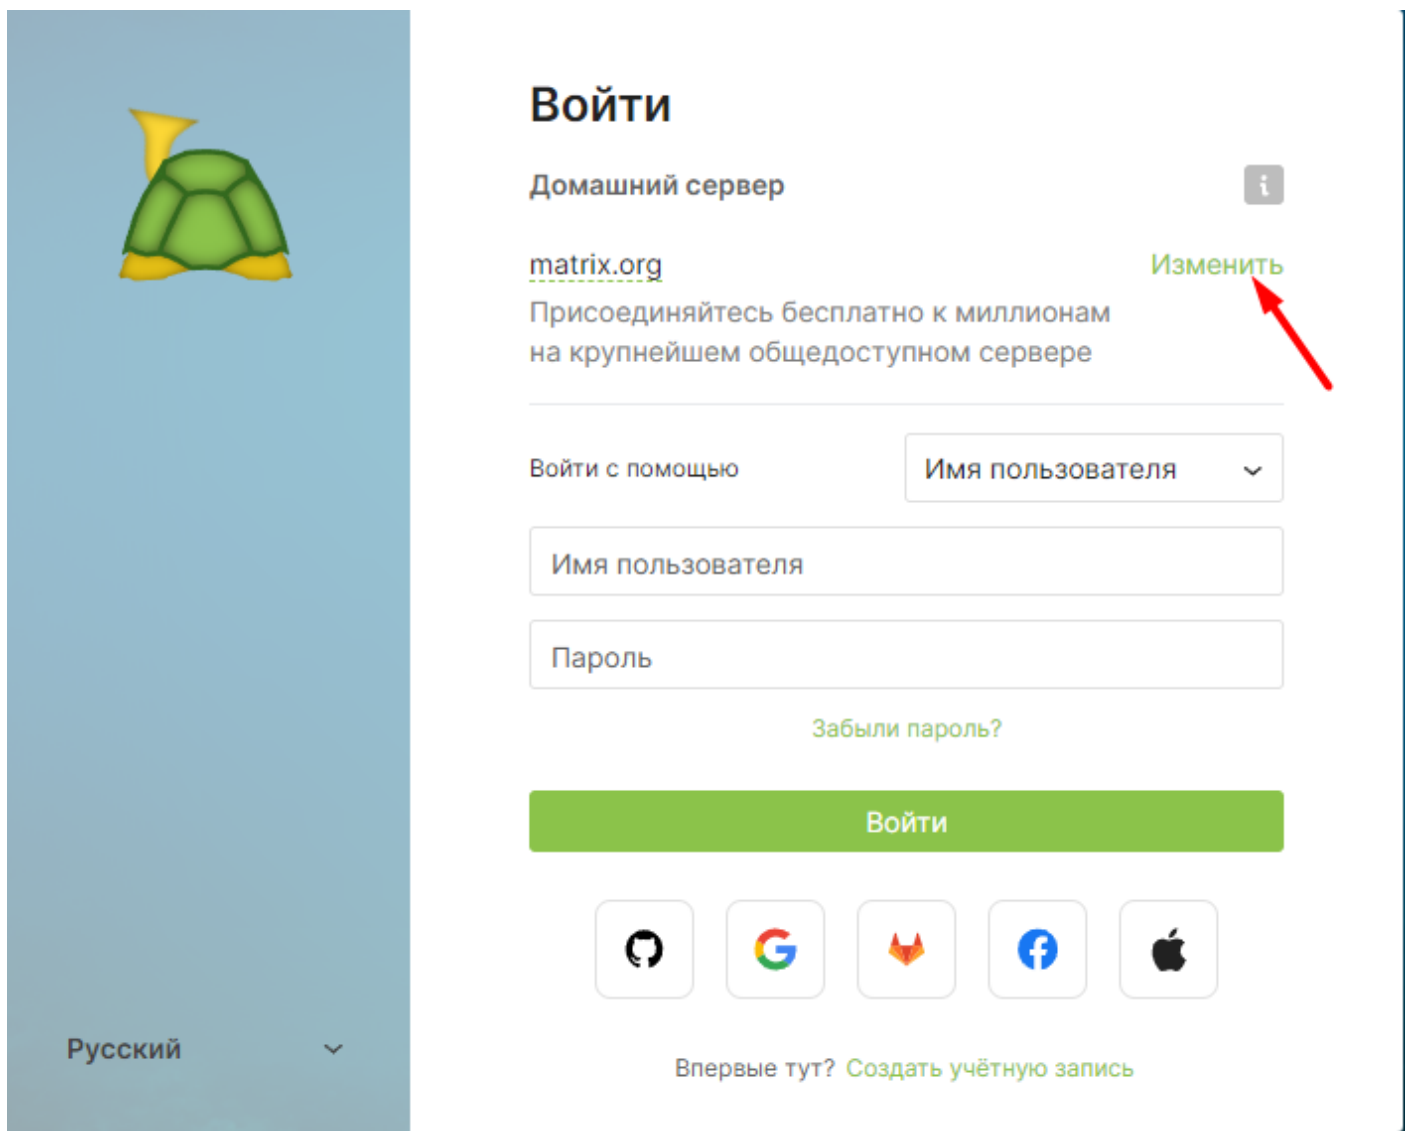 Войти
Домашний сервер
matrix.org
Изменить
Присоединяйтесь бесплатно к миллионам
на крупнейшем общедоступном сервере
Войти с помощью
Имя пользователя
Имя пользователя
Пароль
Забыли пароль?
Войти
Впервые тут? Создать учётную запись
Русский